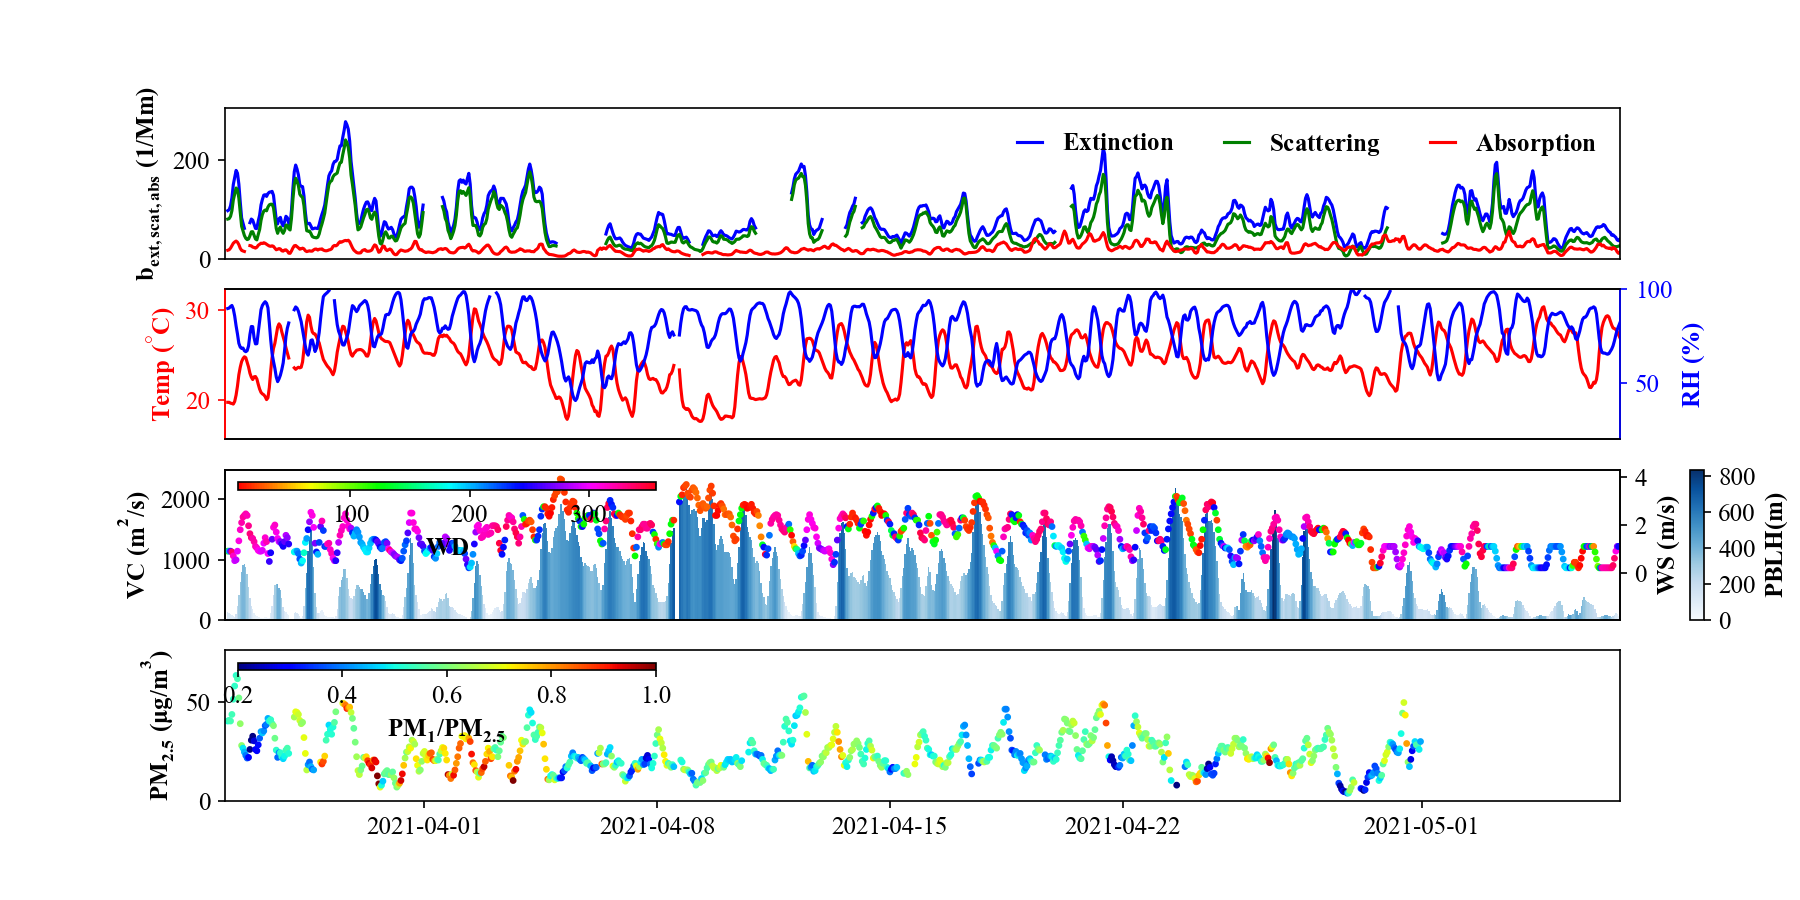 b_ext,scat,abs (1/Mm)
200
0
Extinction Scattering Absorption
Temp (°C)
30
20
100
50
RH (%)
VC (m²/s)
2000
1000
0
100 200 300
WD
4
2
0
WS (m/s)
800
600
400
200
0
PBLH(m)
PM₂.₅ (μg/m³)
50
0
0.2 0.4 0.6 0.8 1.0
PM₁/PM₂.₅
2021-04-01 2021-04-08 2021-04-15 2021-04-22 2021-05-01